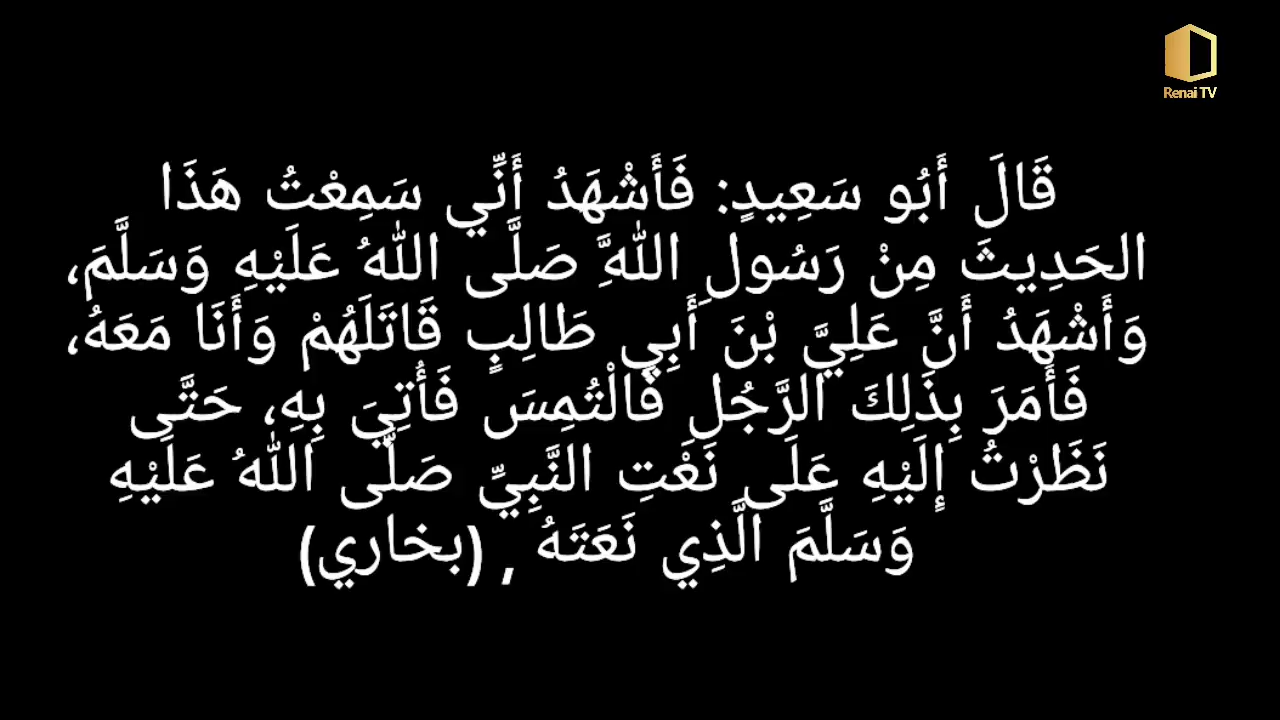 Renai TV
قَالَ أَبُو سَعِيدٍ: فَأَشْهَدُ أَنِّي سَمِعْتُ هَذَا
الحَدِيثَ مِنْ رَسُولِ اللَّهِ صَلَّى اللهُ عَلَيْهِ وَسَلَّمَ،
وَأَشْهَدُ أَنَّ عَلِيَّ بْنَ أَبِي طَالِبٍ قَاتَلَهُمْ وَأَنَا مَعَهُ،
فَأَمَرَ بِذَلِكَ الرَّجُلِ فَالْتُمِسَ فَأُتِيَ بِهِ، حَتَّى
نَظَرْتُ إِلَيْهِ عَلَى نَعْتِ النَّبِيِّ صَلَّى اللهُ عَلَيْهِ
وَسَلَّمَ الَّذِي نَعَتَهُ , (بخاري)